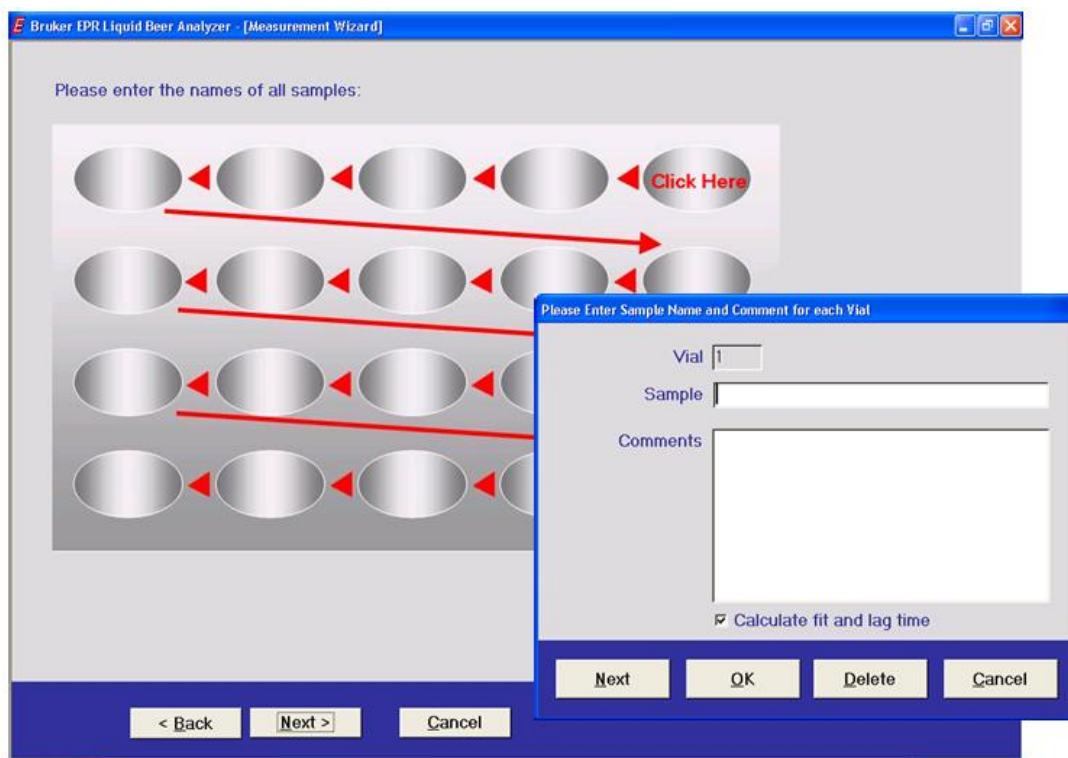 E Bruker EPR Liquid Beer Analyzer - [Measurement Wizard]
Please enter the names of all samples:
Click Here
Please Enter Sample Name and Comment for each Vial
Vial 1
Sample
Comments
Calculate fit and lag time
Next OK Delete Cancel
< Back Next > Cancel